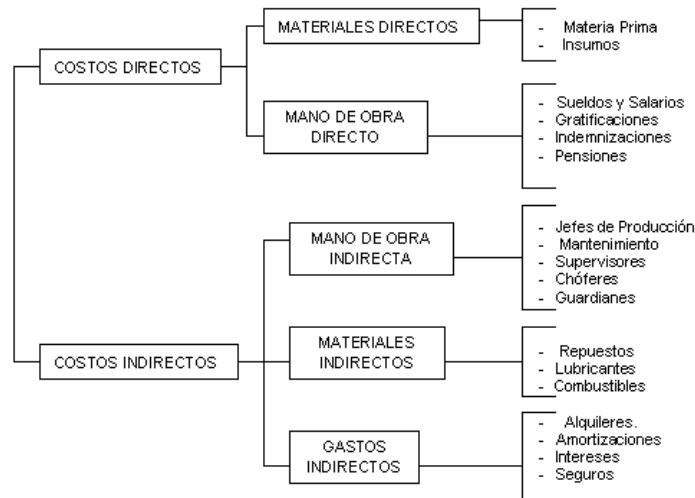 COSTOS DIRECTOS
MATERIALES DIRECTOS
- Materia Prima
- Insumos
MANO DE OBRA
DIRECTO
- Sueldos y Salarios
- Gratificaciones
- Indemnizaciones
- Pensiones
COSTOS INDIRECTOS
MANO DE OBRA
INDIRECTA
- Jefes de Producción
- Mantenimiento
- Supervisores
- Chóferes
- Guardianes
MATERIALES
INDIRECTOS
- Repuestos
- Lubricantes
- Combustibles
GASTOS
INDIRECTOS
- Alquileres.
- Amortizaciones
- Intereses
- Seguros